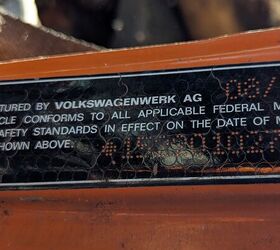 TURED BY VOLKSWAGENWERK AG
CLE CONFORMS TO ALL APPLICABLE FEDERAL M
AFETY STANDARDS IN EFFECT ON THE DATE OF M
HOWN ABOVE.